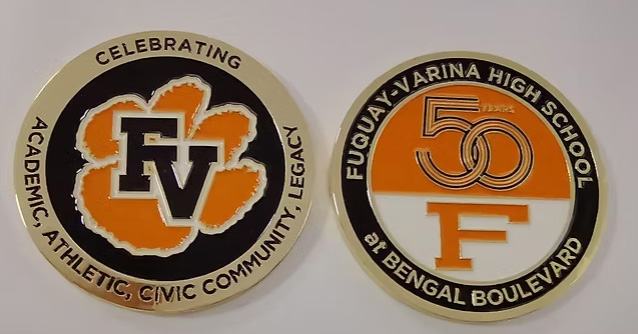 CELEBRATING
FV
ACADEMIC, ATHLETIC, CIVIC COMMUNITY, LEGACY
FUQUAY-VARINA HIGH SCHOOL
50 YEARS
F
at BENGAL BOULEVARD